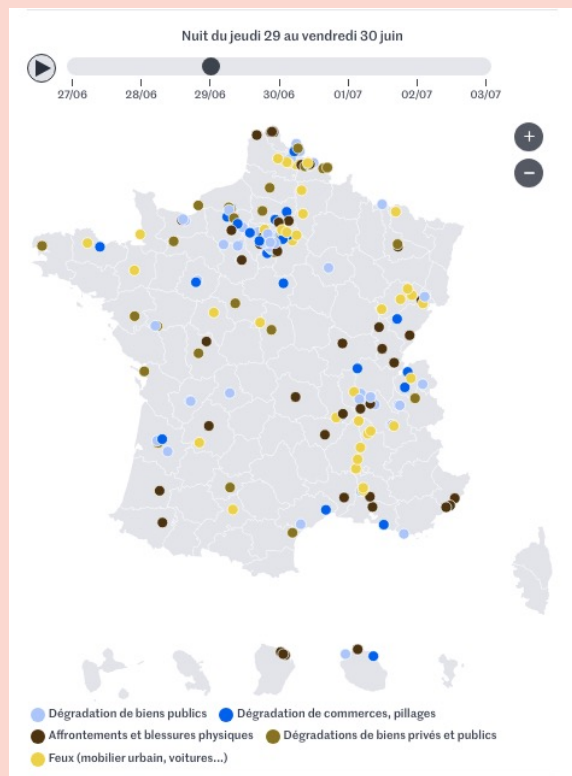 Nuit du jeudi 29 au vendredi 30 juin
27/06 28/06 29/06 30/06 01/07 02/07 03/07
+
−
Dégradation de biens publics Dégradation de commerces, pillages
Affrontements et blessures physiques Dégradations de biens privés et publics
Feux (mobilier urbain, voitures...)